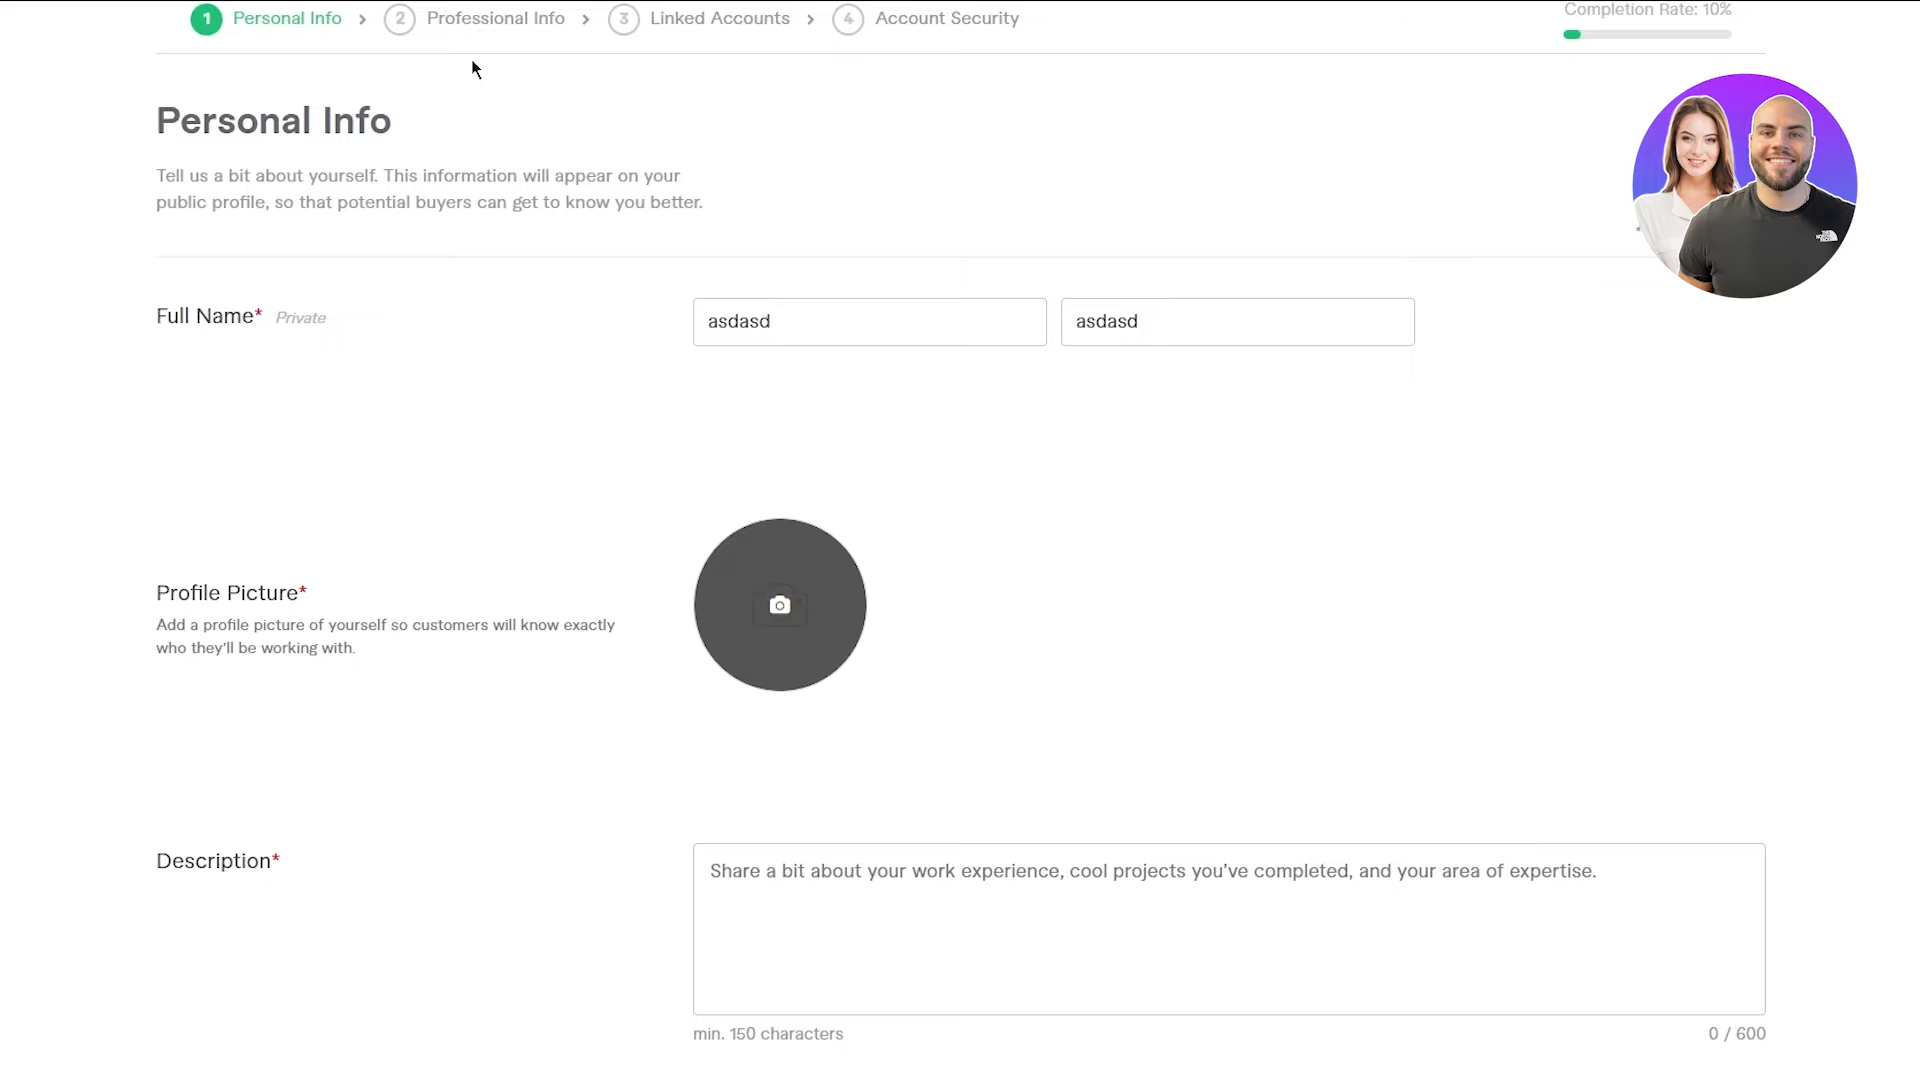 1 Personal Info > 2 Professional Info > 3 Linked Accounts > 4 Account Security
Completion Rate: 10%
Personal Info
Tell us a bit about yourself. This information will appear on your
public profile, so that potential buyers can get to know you better.
Full Name* Private
asdasd
asdasd
Profile Picture*
Add a profile picture of yourself so customers will know exactly
who they'll be working with.
Description*
Share a bit about your work experience, cool projects you've completed, and your area of expertise.
min. 150 characters
0 / 600